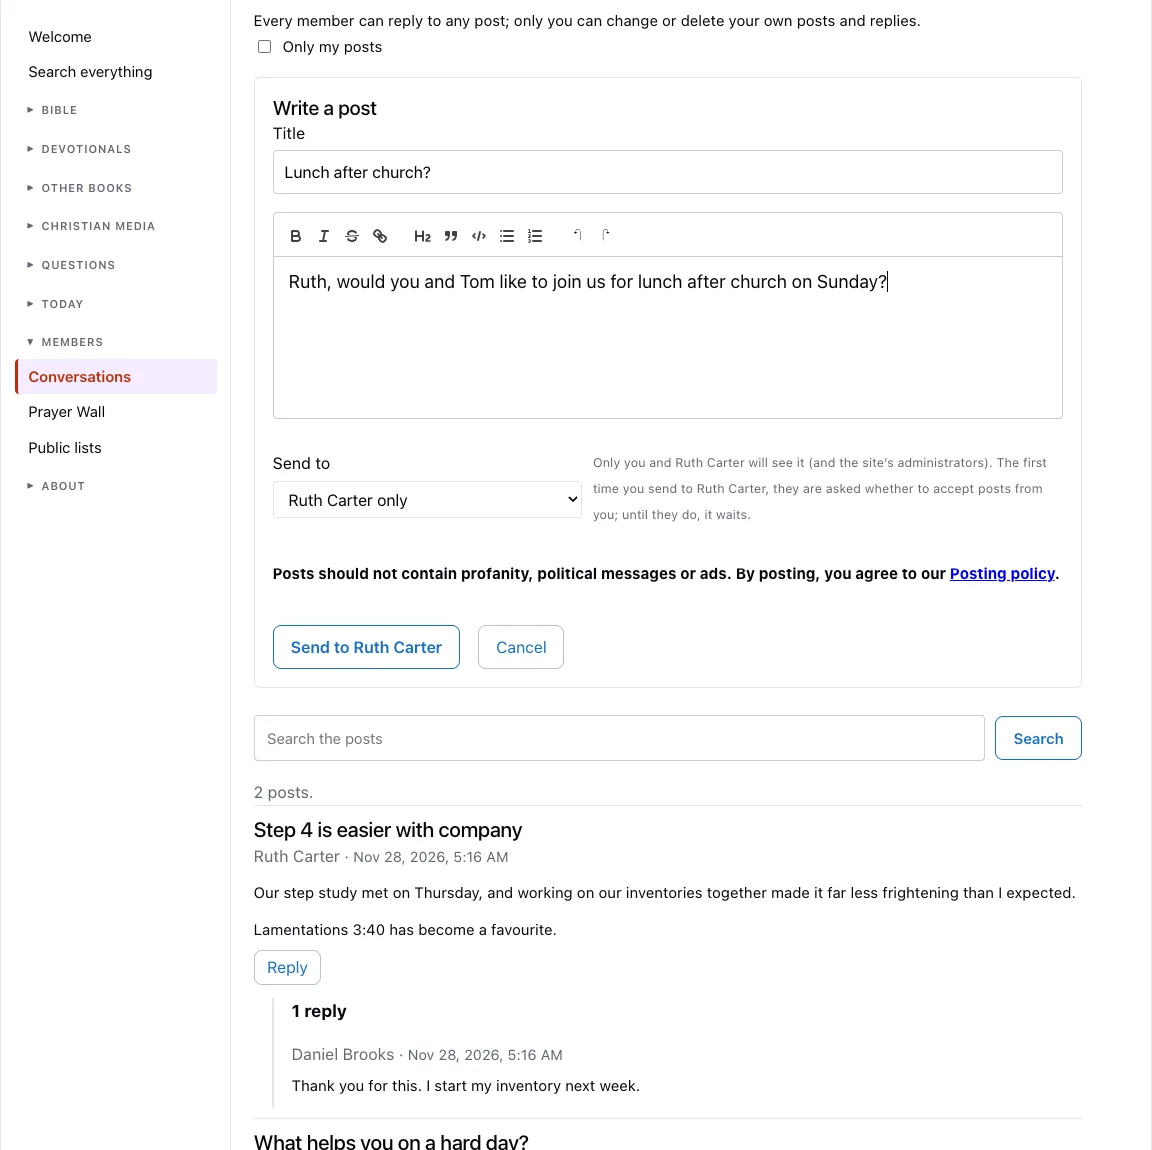 Welcome
Search everything
BIBLE
DEVOTIONALS
OTHER BOOKS
CHRISTIAN MEDIA
QUESTIONS
TODAY
MEMBERS
Conversations
Prayer Wall
Public lists
ABOUT
Every member can reply to any post; only you can change or delete your own posts and replies.
Only my posts
Write a post
Title
Lunch after church?
B I S H2 </>
Ruth, would you and Tom like to join us for lunch after church on Sunday?
Send to
Ruth Carter only
Only you and Ruth Carter will see it (and the site's administrators). The first
time you send to Ruth Carter, they are asked whether to accept posts from
you; until they do, it waits.
Posts should not contain profanity, political messages or ads. By posting, you agree to our Posting policy.
Send to Ruth Carter
Cancel
Search the posts
Search
2 posts.
Step 4 is easier with company
Ruth Carter · Nov 28, 2026, 5:16 AM
Our step study met on Thursday, and working on our inventories together made it far less frightening than I expected.
Lamentations 3:40 has become a favourite.
Reply
1 reply
Daniel Brooks · Nov 28, 2026, 5:16 AM
Thank you for this. I start my inventory next week.
What helps you on a hard day?